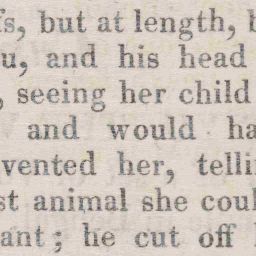 fs, but at length, b
u, and his head
, seeing her child
and would ha
vented her, telli
st animal she coul
ant; he cut off